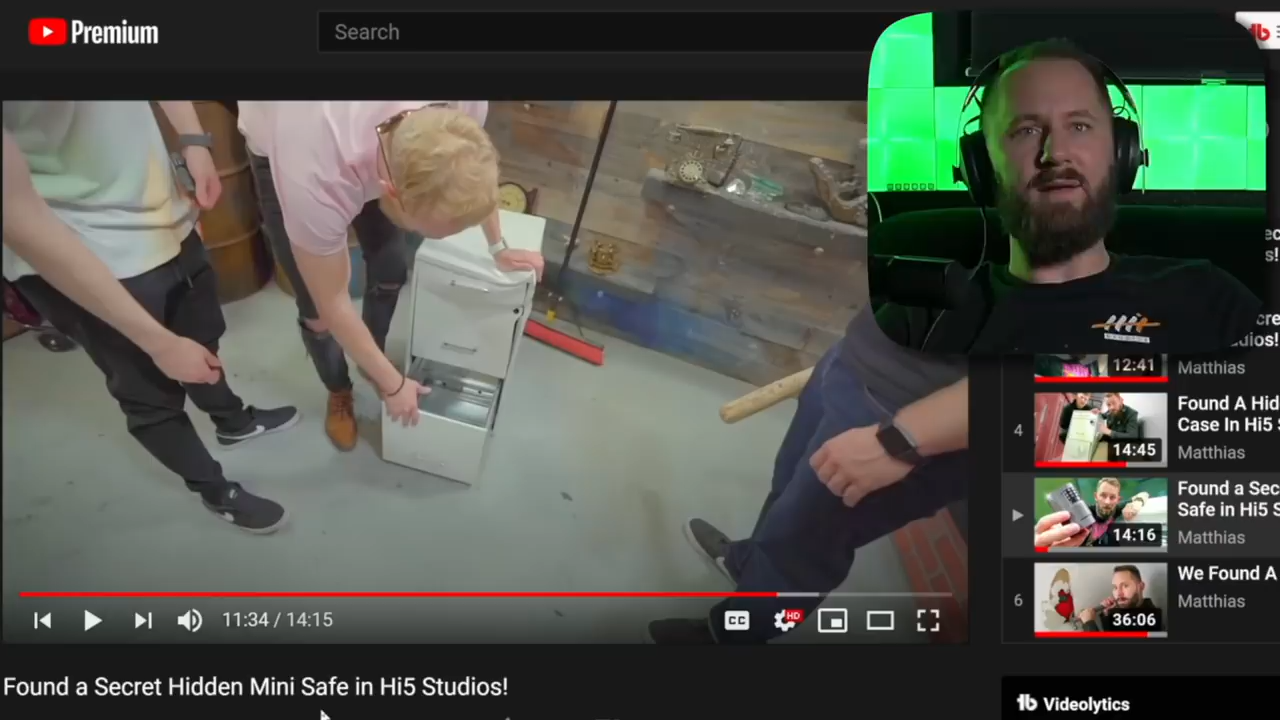 Premium
Search
12:41
Matthias
4
14:45
Found A Hid
Case In Hi5 S
Matthias
14:16
Found a Sec
Safe in Hi5 S
Matthias
6
36:06
We Found A
Matthias
11:34 / 14:15
CC
HD
Found a Secret Hidden Mini Safe in Hi5 Studios!
Videolytics